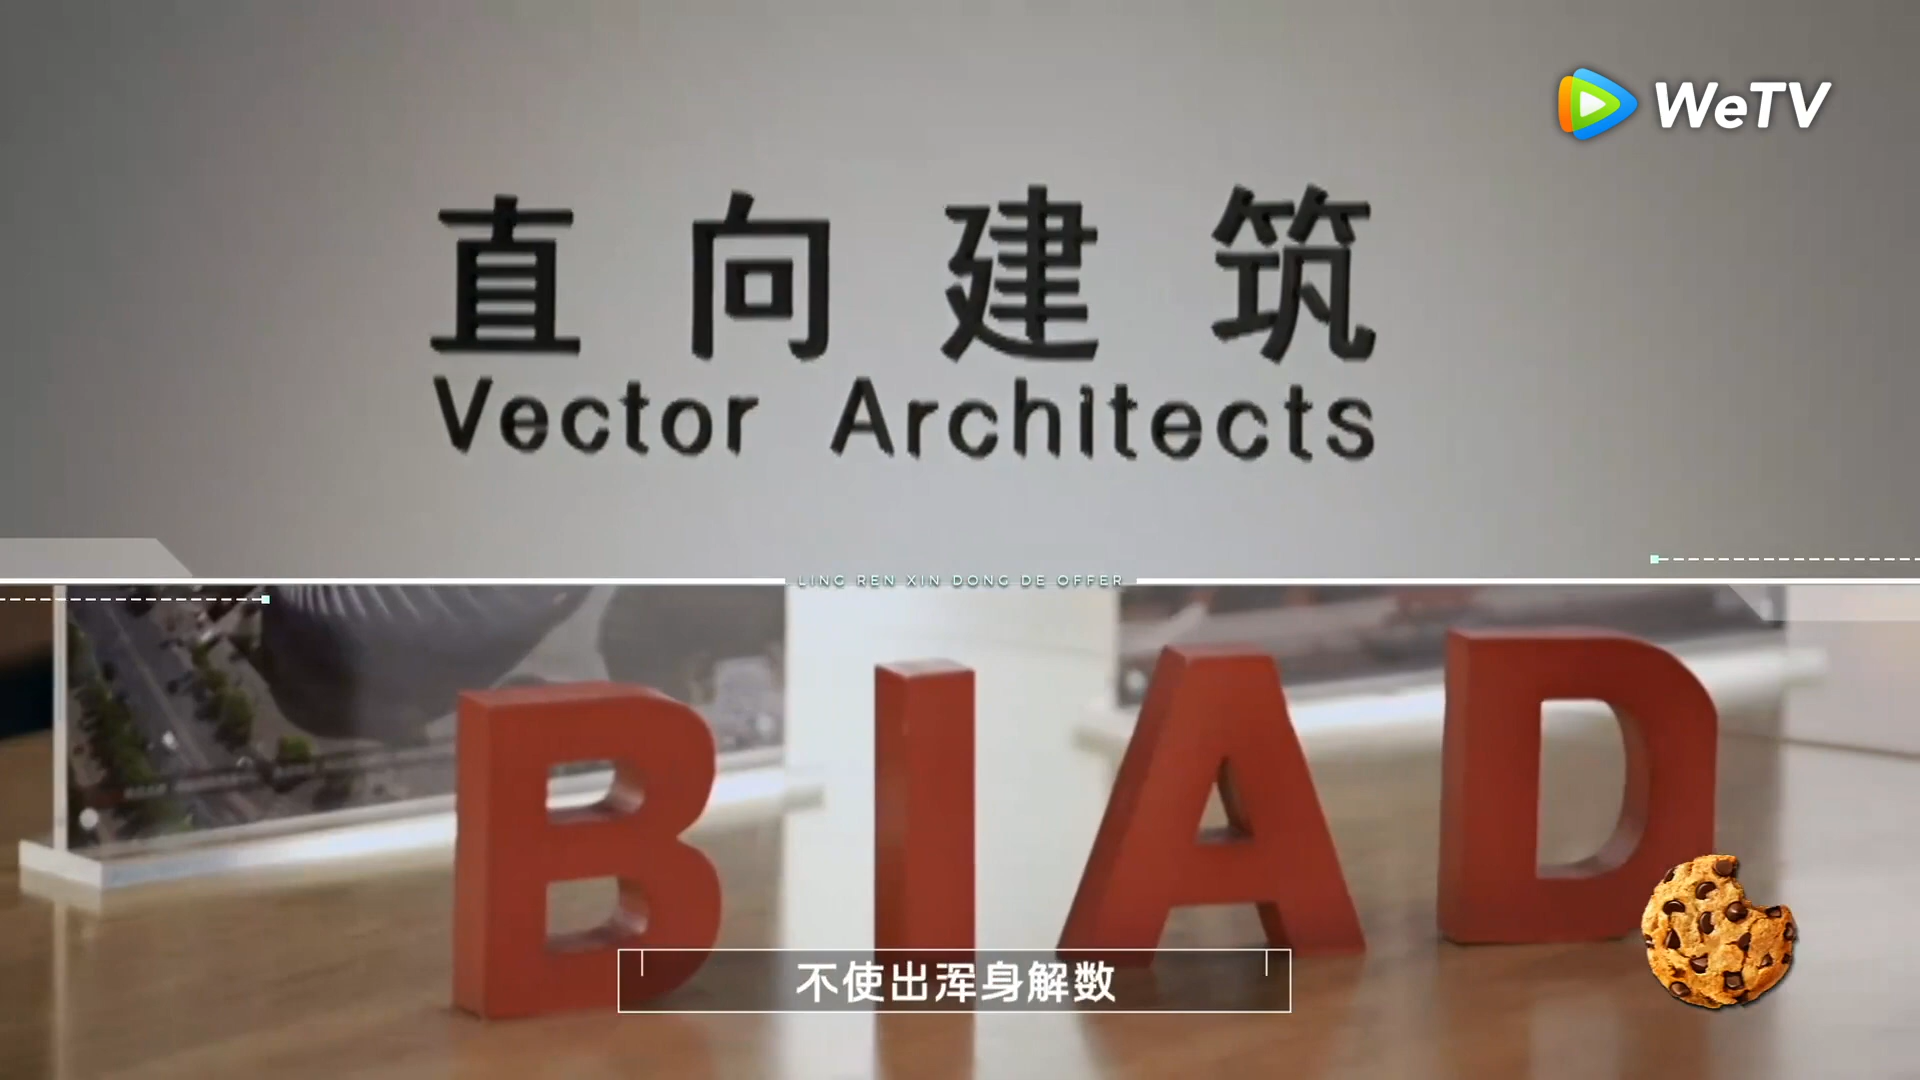 WeTV
直向建筑
Vector Architects
LING REN XIN DONG DE OFFER
BIAD
不使出浑身解数